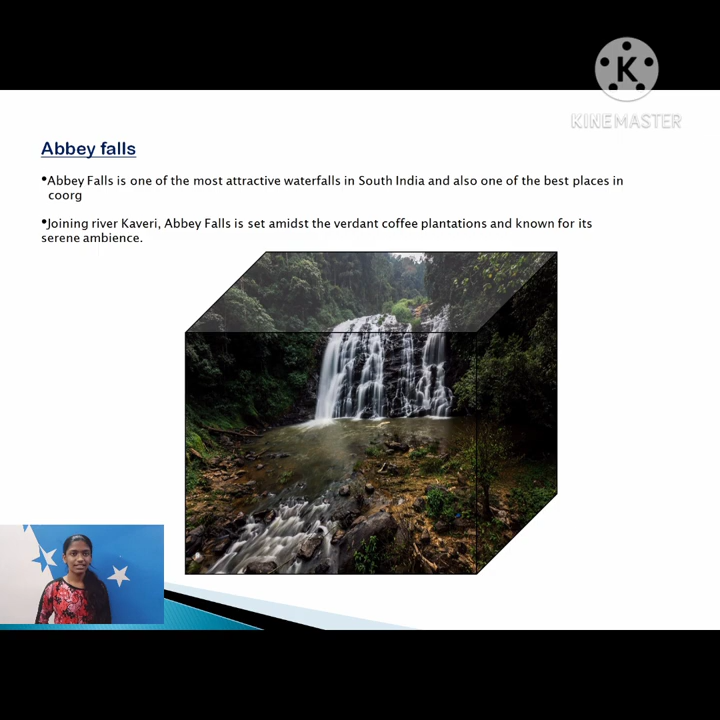 K
KINEMASTER
Abbey falls
•Abbey Falls is one of the most attractive waterfalls in South India and also one of the best places in
coorg
•Joining river Kaveri, Abbey Falls is set amidst the verdant coffee plantations and known for its
serene ambience.